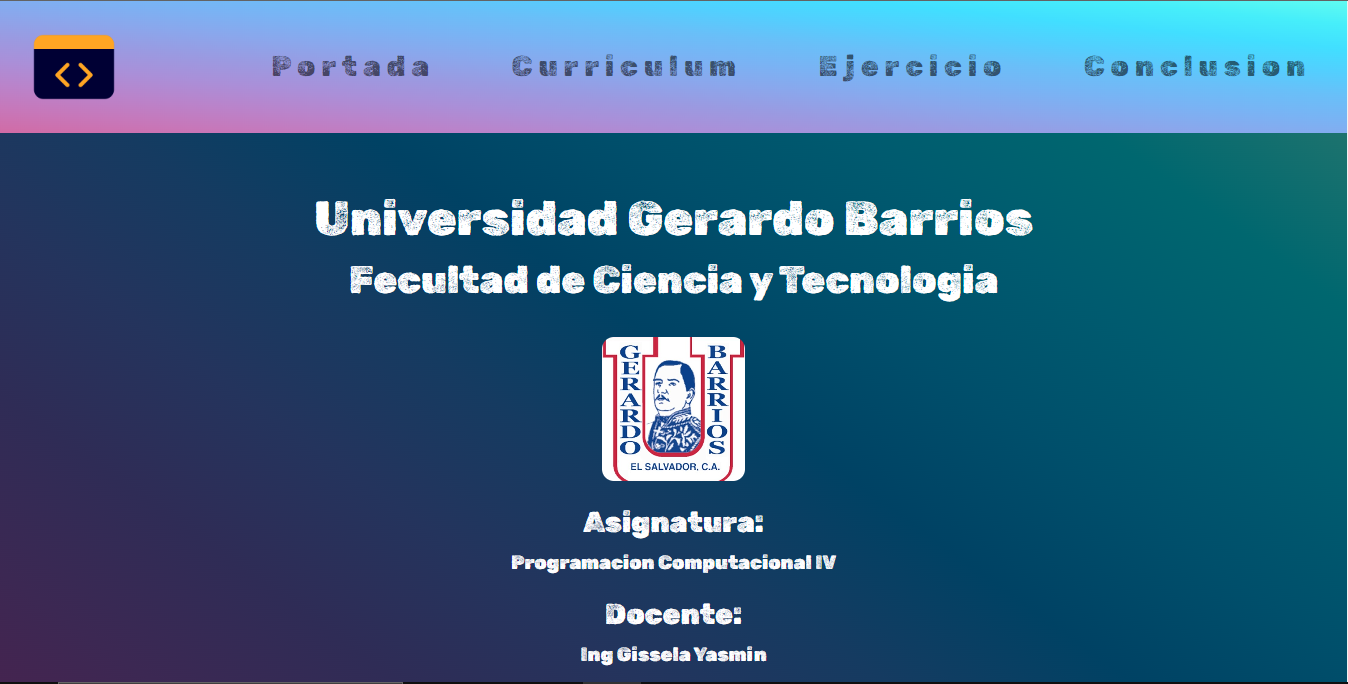 Portada Curriculum Ejercicio Conclusion
Universidad Gerardo Barrios
Fecultad de Ciencia y Tecnologia
GERARDO BARRIOS
EL SALVADOR, C.A.
Asignatura:
Programacion Computacional IV
Docente:
Ing Gissela Yasmin